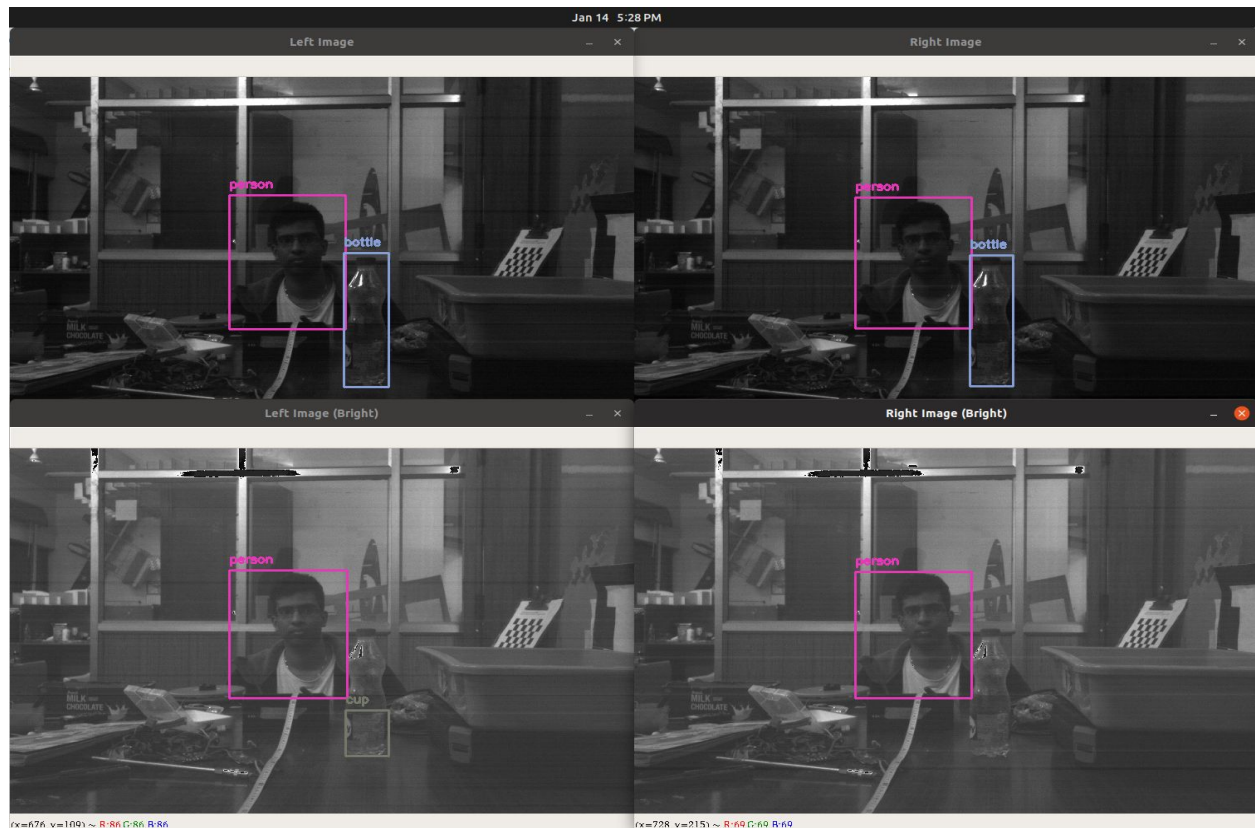 Jan 14 5:28 PM
Left Image
Right Image
person
bottle
person
bottle
MILK
CHOCOLATE
MILK
CHOCOLATE
Left Image (Bright)
Right Image (Bright)
person
cup
person
MILK
CHOCOLATE
MILK
CHOCOLATE
(x=676, y=109) ~ R:86 G:86 B:86
(x=728, y=215) ~ R:69 G:69 B:69